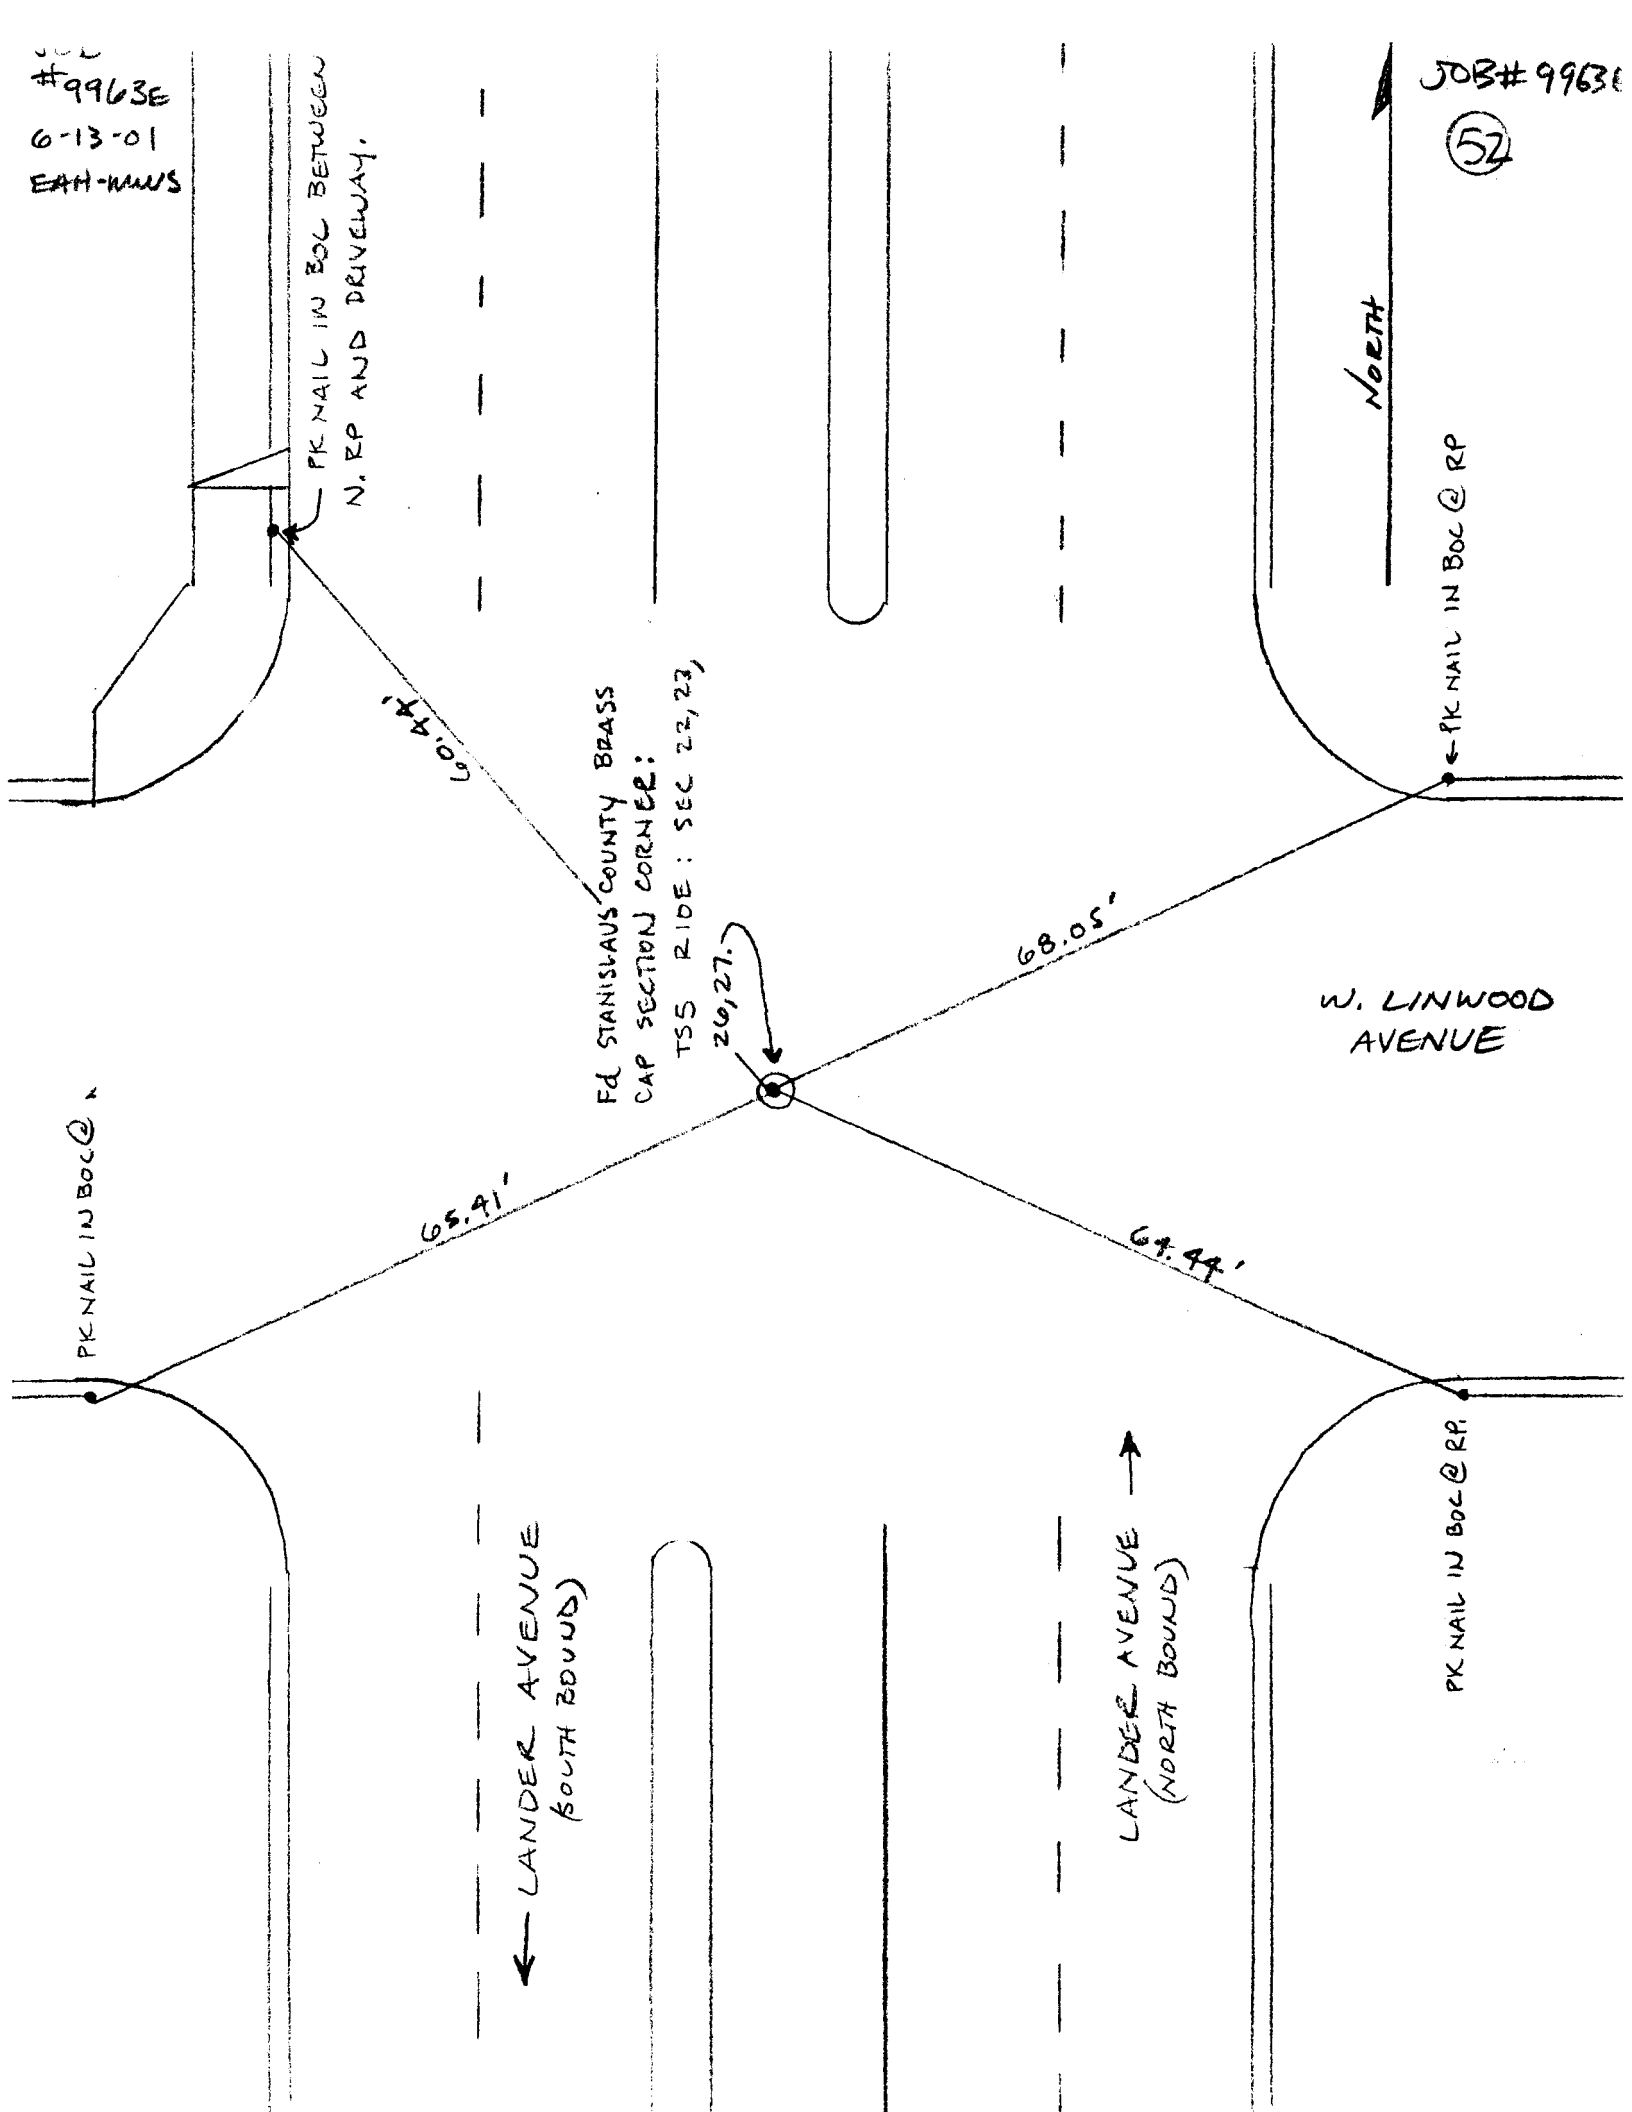 #9963E
6-13-01
JOB# 9963
52
PK NAIL IN BOC BETWEEN
N. RP AND DRIVEWAY.
NORTH
PK NAIL IN BOC @ RP
60.44'
Fd STANISLAUS COUNTY BRASS
CAP SECTION CORNER:
T5S R10E: SEC 22, 23,
26, 27.
68.05'
W. LINWOOD
AVENUE
PK NAIL IN BOC @
65.41'
64.44'
PK NAIL IN BOC @ RP.
LANDER AVENUE
(SOUTH BOUND)
LANDER AVENUE
(NORTH BOUND)